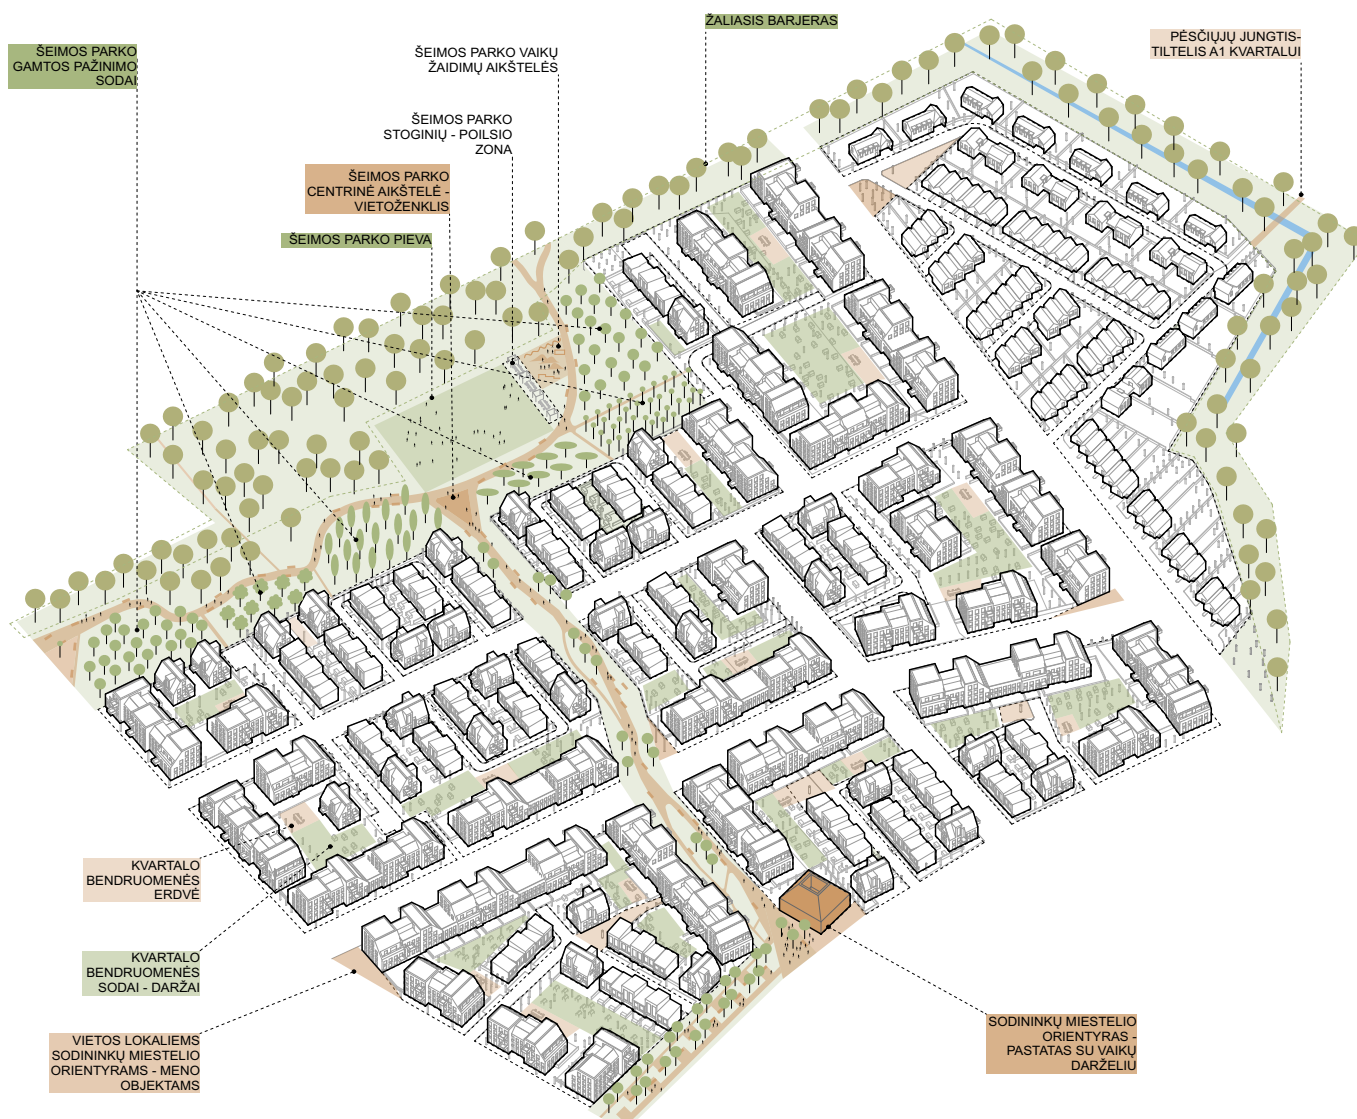 ŽALIASIS BARJERAS
PĖSČIŲJŲ JUNGTIS-
TILTELIS A1 KVARTALUI
ŠEIMOS PARKO
GAMTOS PAŽINIMO
SODAI
ŠEIMOS PARKO VAIKŲ
ŽAIDIMŲ AIKŠTELĖS
ŠEIMOS PARKO
STOGINIŲ - POILSIO
ZONA
ŠEIMOS PARKO
CENTRINĖ AIKŠTELĖ -
VIETOŽENKLIS
ŠEIMOS PARKO PIEVA
KVARTALO
BENDRUOMENĖS
ERDVĖ
KVARTALO
BENDRUOMENĖS
SODAI - DARŽAI
VIETOS LOKALIEMS
SODININKŲ MIESTELIO
ORIENTYRAMS - MENO
OBJEKTAMS
SODININKŲ MIESTELIO
ORIENTYRAS -
PASTATAS SU VAIKŲ
DARŽELIU